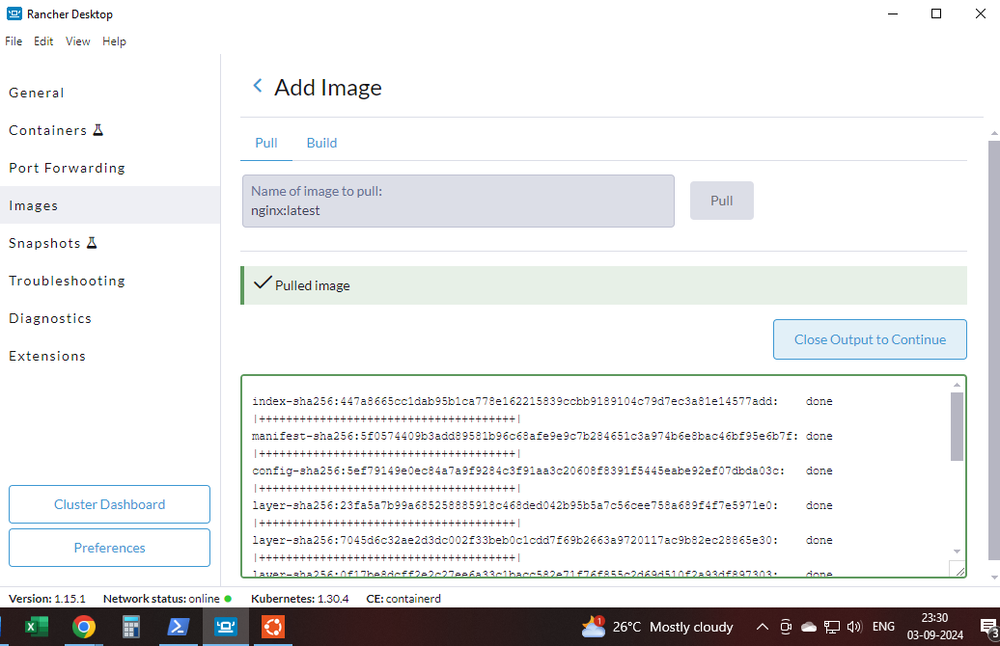 Rancher Desktop
File Edit View Help
General
Containers
Port Forwarding
Images
Snapshots
Troubleshooting
Diagnostics
Extensions
Cluster Dashboard
Preferences
Add Image
Pull Build
Name of image to pull:
nginx:latest
Pull
Pulled image
Close Output to Continue
index-sha256:447a8665cc1dab95b1ca778e162215839ccbb9189104c79d7ec3a81e14577add: done
|++++++++++++++++++++++++++++++++++++++|
manifest-sha256:5f0574409b3add89581b96c68afe9e9c7b284651c3a974b6e8bac46bf95e6b7f: done
|++++++++++++++++++++++++++++++++++++++|
config-sha256:5ef79149e0ec84a7a9f9284c3f91aa3c20608f8391f5445eabe92ef07dbda03c: done
|++++++++++++++++++++++++++++++++++++++|
layer-sha256:23fa5a7b99a685258885918c468ded042b95b5a7c56cee758a689f4f7e5971e0: done
|++++++++++++++++++++++++++++++++++++++|
layer-sha256:7045d6c32ae2d3dc002f33beb0c1cdd7f69b2663a9720117ac9b82ec28865e30: done
|++++++++++++++++++++++++++++++++++++++|
layer-sha256:0f17be8dcff2e2c27ee6a33c1bacc582e71f76f855c2d69d510f2a93df897303: done
Version: 1.15.1 Network status: online Kubernetes: 1.30.4 CE: containerd
1 26°C Mostly cloudy ENG 23:30
03-09-2024
3